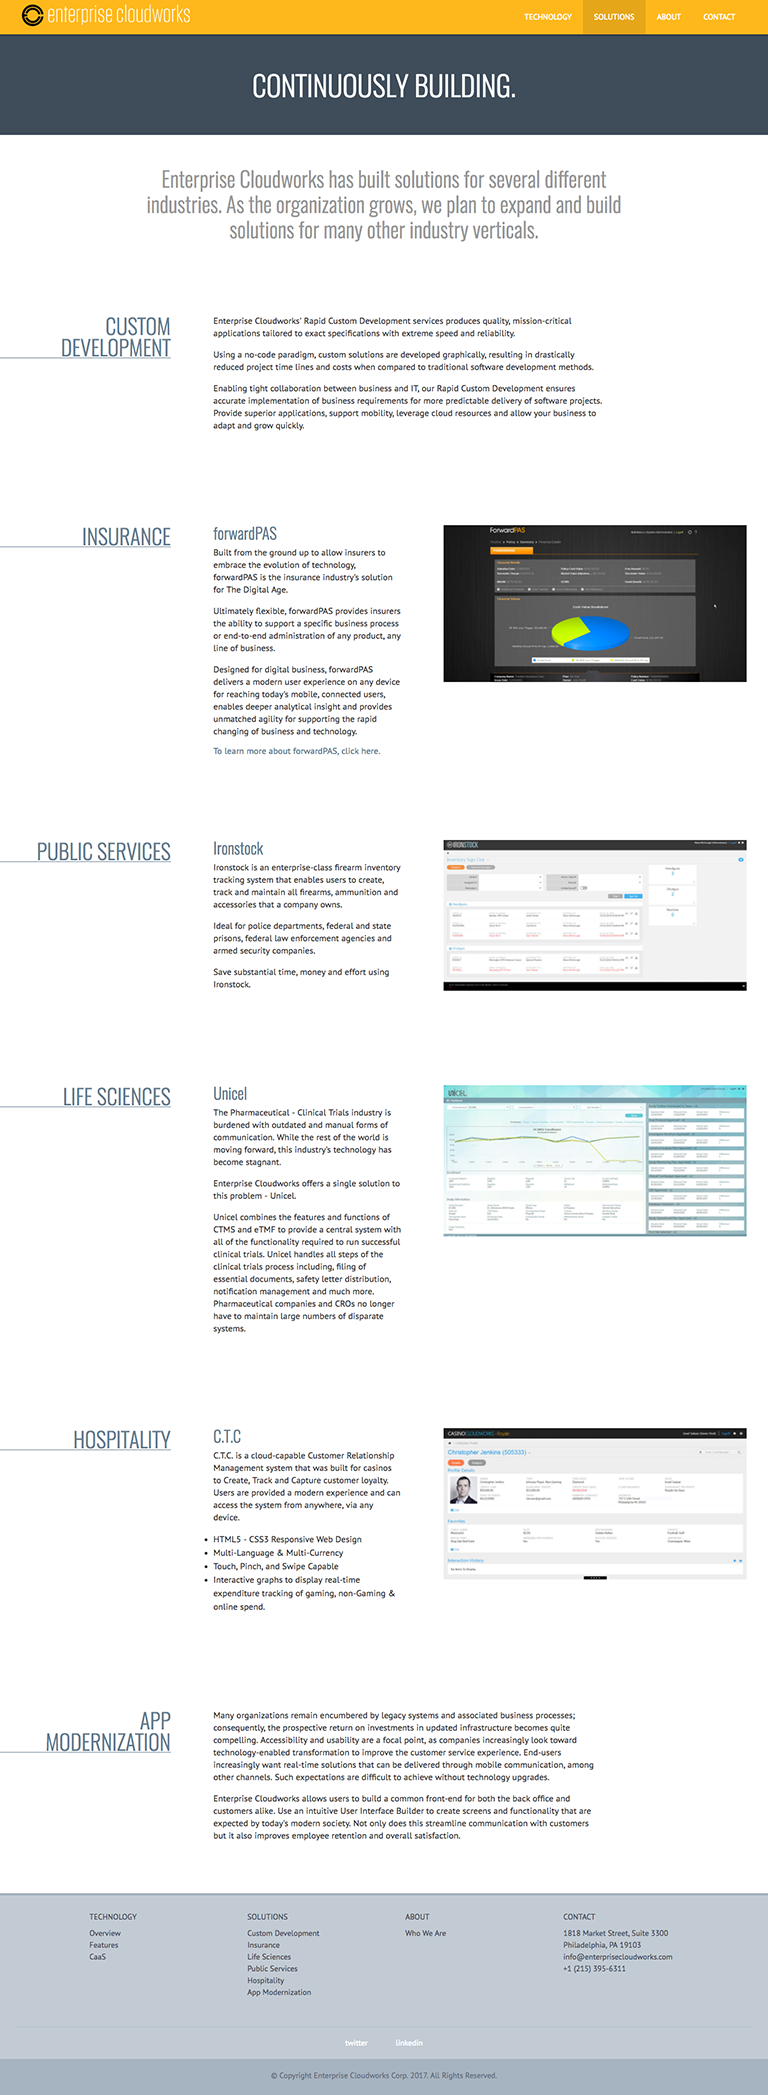 enterprise cloudworks
TECHNOLOGY
SOLUTIONS
ABOUT
CONTACT
CONTINUOUSLY BUILDING.
Enterprise Cloudworks has built solutions for several different
industries. As the organization grows, we plan to expand and build
solutions for many other industry verticals.
CUSTOM
DEVELOPMENT
Enterprise Cloudworks' Rapid Custom Development services produces quality, mission-critical
applications tailored to exact specifications with extreme speed and reliability.
Using a no-code paradigm, custom solutions are developed graphically, resulting in drastically
reduced project time lines and costs when compared to traditional software development methods.
Enabling tight collaboration between business and IT, our Rapid Custom Development ensures
accurate implementation of business requirements for more predictable delivery of software projects.
Provide superior applications, support mobility, leverage cloud resources and allow your business to
adapt and grow quickly.
INSURANCE
forwardPAS
Built from the ground up to allow insurers to
embrace the evolution of technology,
forwardPAS is the insurance industry's solution
for The Digital Age.
Ultimately flexible, forwardPAS provides insurers
the ability to support a specific business process
or end-to-end administration of any product, any
line of business.
Designed for digital business, forwardPAS
delivers a modern user experience on any device
for reaching today's mobile, connected users,
enables deeper analytical insight and provides
unmatched agility for supporting the rapid
changing of business and technology.
To learn more about forwardPAS, click here.
ForwardPAS
PUBLIC SERVICES
Ironstock
Ironstock is an enterprise-class firearm inventory
tracking system that enables users to create,
track and maintain all firearms, ammunition and
accessories that a company owns.
Ideal for police departments, federal and state
prisons, federal law enforcement agencies and
armed security companies.
Save substantial time, money and effort using
Ironstock.
IRONSTOCK
LIFE SCIENCES
Unicel
The Pharmaceutical - Clinical Trials industry is
burdened with outdated and manual forms of
communication. While the rest of the world is
moving forward, this industry's technology has
become stagnant.
Enterprise Cloudworks offers a single solution to
this problem - Unicel.
Unicel combines the features and functions of
CTMS and eTMF to provide a central system with
all of the functionality required to run successful
clinical trials. Unicel handles all steps of the
clinical trials process including, filing of
essential documents, safety letter distribution,
notification management and much more.
Pharmaceutical companies and CROs no longer
have to maintain large numbers of disparate
systems.
UNICEL
HOSPITALITY
C.T.C
C.T.C. is a cloud-capable Customer Relationship
Management system that was built for casinos
to Create, Track and Capture customer loyalty.
Users are provided a modern experience and can
access the system from anywhere, via any
device.
• HTML5 - CSS3 Responsive Web Design
• Multi-Language & Multi-Currency
• Touch, Pinch, and Swipe Capable
• Interactive graphs to display real-time
expenditure tracking of gaming, non-Gaming &
online spend.
CASINOCLOUDWORKS
Christopher Jenkins (505333)
Profile Details
Favorites
Interaction History
APP
MODERNIZATION
Many organizations remain encumbered by legacy systems and associated business processes;
consequently, the prospective return on investments in updated infrastructure becomes quite
compelling. Accessibility and usability are a focal point, as companies increasingly look toward
technology-enabled transformation to improve the customer service experience. End-users
increasingly want real-time solutions that can be delivered through mobile communication, among
other channels. Such expectations are difficult to achieve without technology upgrades.
Enterprise Cloudworks allows users to build a common front-end for both the back office and
customers alike. Use an intuitive User Interface Builder to create screens and functionality that are
expected by today's modern society. Not only does this streamline communication with customers
but it also improves employee retention and overall satisfaction.
TECHNOLOGY
Overview
Features
CaaS
SOLUTIONS
Custom Development
Insurance
Life Sciences
Public Services
Hospitality
App Modernization
ABOUT
Who We Are
CONTACT
1818 Market Street, Suite 3300
Philadelphia, PA 19103
info@enterprisecloudworks.com
+1 (215) 395-6311
twitter
linkedin
© Copyright Enterprise Cloudworks Corp. 2017. All Rights Reserved.